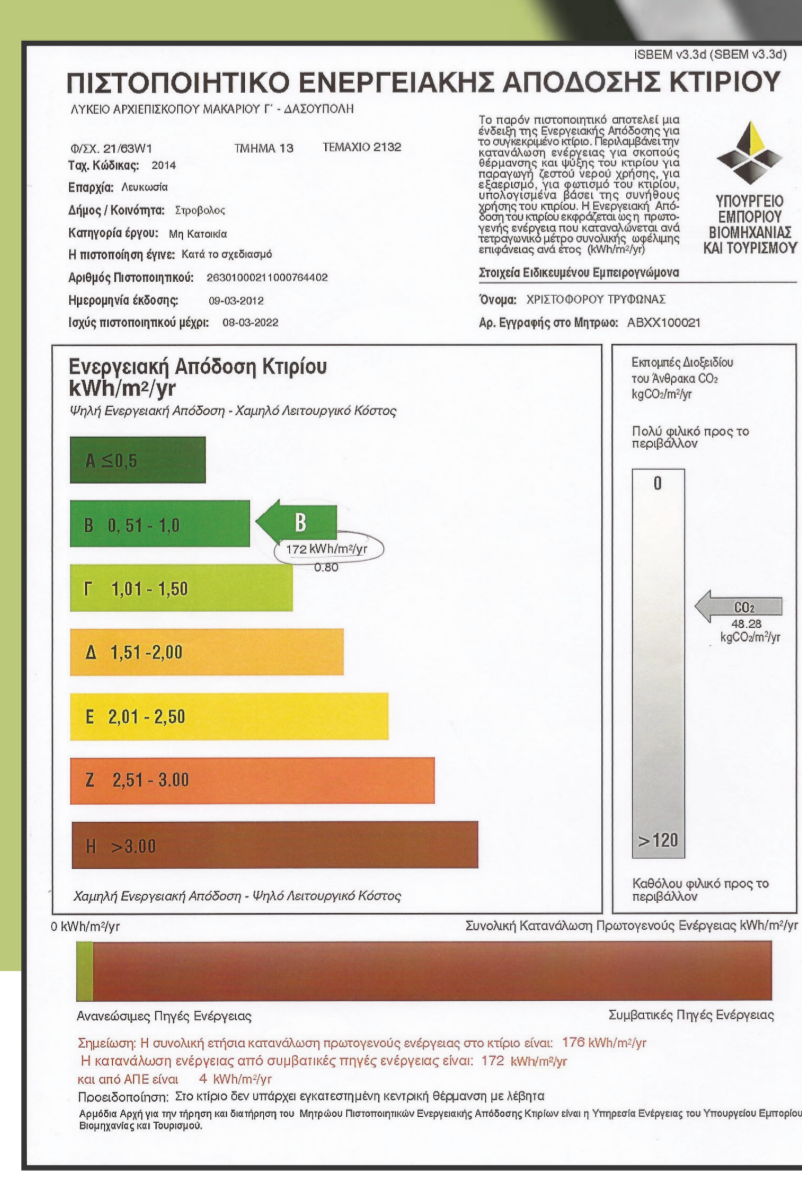 iSBEM v3.3d (SBEM v3.3d)
ΠΙΣΤΟΠΟΙΗΤΙΚΟ ΕΝΕΡΓΕΙΑΚΗΣ ΑΠΟΔΟΣΗΣ ΚΤΙΡΙΟΥ
ΛΥΚΕΙΟ ΑΡΧΙΕΠΙΣΚΟΠΟΥ ΜΑΚΑΡΙΟΥ Γ' - ΔΑΣΟΥΠΟΛΗ
Φ/ΣΧ. 21/63W1 ΤΜΗΜΑ 13 ΤΕΜΑΧΙΟ 2132
Ταχ. Κώδικας: 2014
Επαρχία: Λευκωσία
Δήμος / Κοινότητα: Στροβολος
Κατηγορία έργου: Μη Κατοικία
Η πιστοποίηση έγινε: Κατά το σχεδιασμό
Αριθμός Πιστοποιητικού: 26301000211000764402
Ημερομηνία έκδοσης: 09-03-2012
Ισχύς πιστοποιητικού μέχρι: 08-03-2022
Το παρόν πιστοποιητικό αποτελεί μια
ένδειξη της Ενεργειακής Απόδοσης για
το συγκεκριμένο κτίριο. Περιλαμβάνει την
κατανάλωση ενέργειας για σκοπούς
θέρμανσης και ψύξης του κτιρίου για
παραγωγή ζεστού νερού χρήσης, για
εξαερισμό, για φωτισμό του κτιρίου,
υπολογισμένα βάσει της συνήθους
χρήσης του κτιρίου. Η Ενεργειακή Από-
δοση του κτιρίου εκφράζεται ως η πρωτο-
γενής ενέργεια που καταναλώνεται ανά
τετραγωνικό μέτρο συνολικής ωφέλιμης
επιφάνειας ανά έτος (kWh/m²/yr)
ΥΠΟΥΡΓΕΙΟ
ΕΜΠΟΡΙΟΥ
ΒΙΟΜΗΧΑΝΙΑΣ
ΚΑΙ ΤΟΥΡΙΣΜΟΥ
Στοιχεία Ειδικευμένου Εμπειρογνώμονα
Όνομα: ΧΡΙΣΤΟΦΟΡΟΥ ΤΡΥΦΩΝΑΣ
Αρ. Εγγραφής στο Μητρωο: ABXX100021
Ενεργειακή Απόδοση Κτιρίου
kWh/m²/yr
Ψηλή Ενεργειακή Απόδοση - Χαμηλό Λειτουργικό Κόστος
Α ≤0,5
Β 0, 51 - 1,0
Β
172 kWh/m²/yr
0.80
Γ 1,01 - 1,50
Δ 1,51 -2,00
Ε 2,01 - 2,50
Ζ 2,51 - 3.00
Η >3.00
Χαμηλή Ενεργειακή Απόδοση - Ψηλό Λειτουργικό Κόστος
Εκπομπές Διοξειδίου
του Άνθρακα CO₂
kgCO₂/m²/yr
Πολύ φιλικό προς το
περιβάλλον
0
CO₂
48.28
kgCO₂/m²/yr
>120
Καθόλου φιλικό προς το
περιβάλλον
0 kWh/m²/yr Συνολική Κατανάλωση Πρωτογενούς Ενέργειας kWh/m²/yr
Ανανεώσιμες Πηγές Ενέργειας Συμβατικές Πηγές Ενέργειας
Σημείωση: Η συνολική ετήσια κατανάλωση πρωτογενούς ενέργειας στο κτίριο είναι: 176 kWh/m²/yr
Η κατανάλωση ενέργειας από συμβατικές πηγές ενέργειας είναι: 172 kWh/m²/yr
και από ΑΠΕ είναι 4 kWh/m²/yr
Προειδοποίηση: Στο κτίριο δεν υπάρχει εγκατεστημένη κεντρική θέρμανση με λέβητα
Αρμόδια Αρχή για την τήρηση και διατήρηση του Μητρώου Πιστοποιητικών Ενεργειακής Απόδοσης Κτιρίων είναι η Υπηρεσία Ενέργειας του Υπουργείου Εμπορίου
Βιομηχανίας και Τουρισμού.